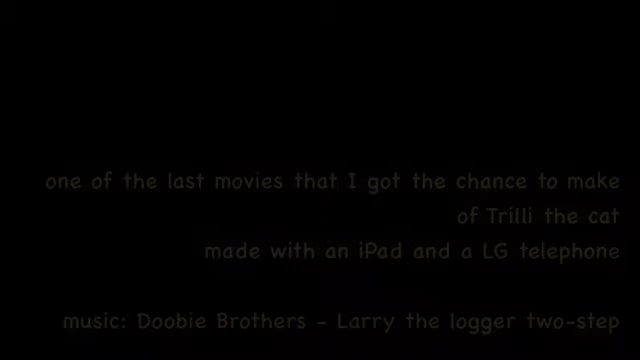 one of the last movies that I got the chance to make
of Trilli the cat
made with an iPad and a LG telephone
music: Doobie Brothers - Larry the logger two-step